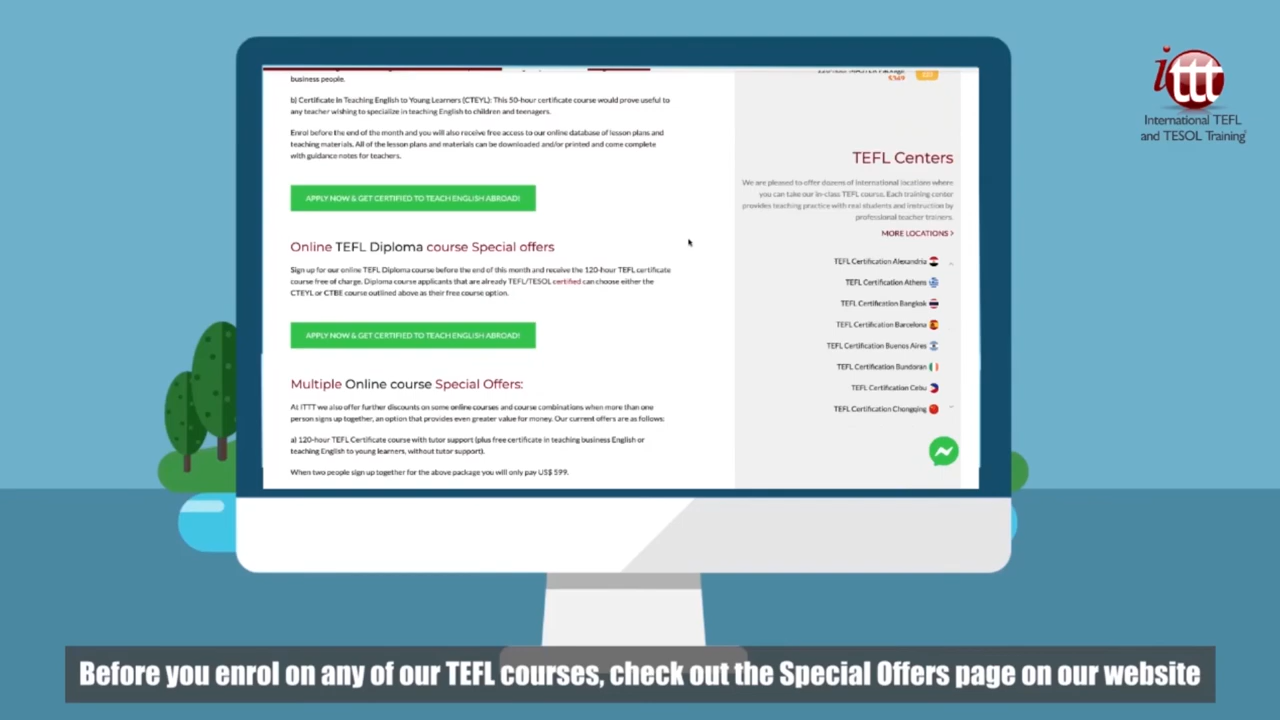 business people.
b) Certificate in Teaching English to Young Learners (CTEYL): This 50-hour certificate course would prove useful to
any teacher wishing to specialize in teaching English to children and teenagers.
Enrol before the end of the month and you will also receive free access to our online database of lesson plans and
teaching materials. All of the lesson plans and materials can be downloaded and/or printed and come complete
with guidance notes for teachers.
APPLY NOW & GET CERTIFIED TO TEACH ENGLISH ABROAD!
Online TEFL Diploma course Special offers
Sign up for our online TEFL Diploma course before the end of this month and receive the 120-hour TEFL certificate
course free of charge. Diploma course applicants that are already TEFL/TESOL certified can choose either the
CTEYL or CTBE course outlined above as their free course option.
APPLY NOW & GET CERTIFIED TO TEACH ENGLISH ABROAD!
Multiple Online course Special Offers:
At ITTT we also offer further discounts on some online courses and course combinations when more than one
person signs up together, an option that provides even greater value for money. Our current offers are as follows:
a) 120-hour TEFL Certificate course with tutor support (plus free certificate in teaching business English or
teaching English to young learners, without tutor support).
When two people sign up together for the above package you will only pay US$ 599.
$349
TEFL Centers
We are pleased to offer dozens of international locations where
you can take our in-class TEFL course. Each training center
provides teaching practice with real students and instruction by
professional teacher trainers.
MORE LOCATIONS >
TEFL Certification Alexandria
TEFL Certification Athens
TEFL Certification Bangkok
TEFL Certification Barcelona
TEFL Certification Buenos Aires
TEFL Certification Bundoran
TEFL Certification Cebu
TEFL Certification Chongqing
ittt
International TEFL
and TESOL Training
Before you enrol on any of our TEFL courses, check out the Special Offers page on our website